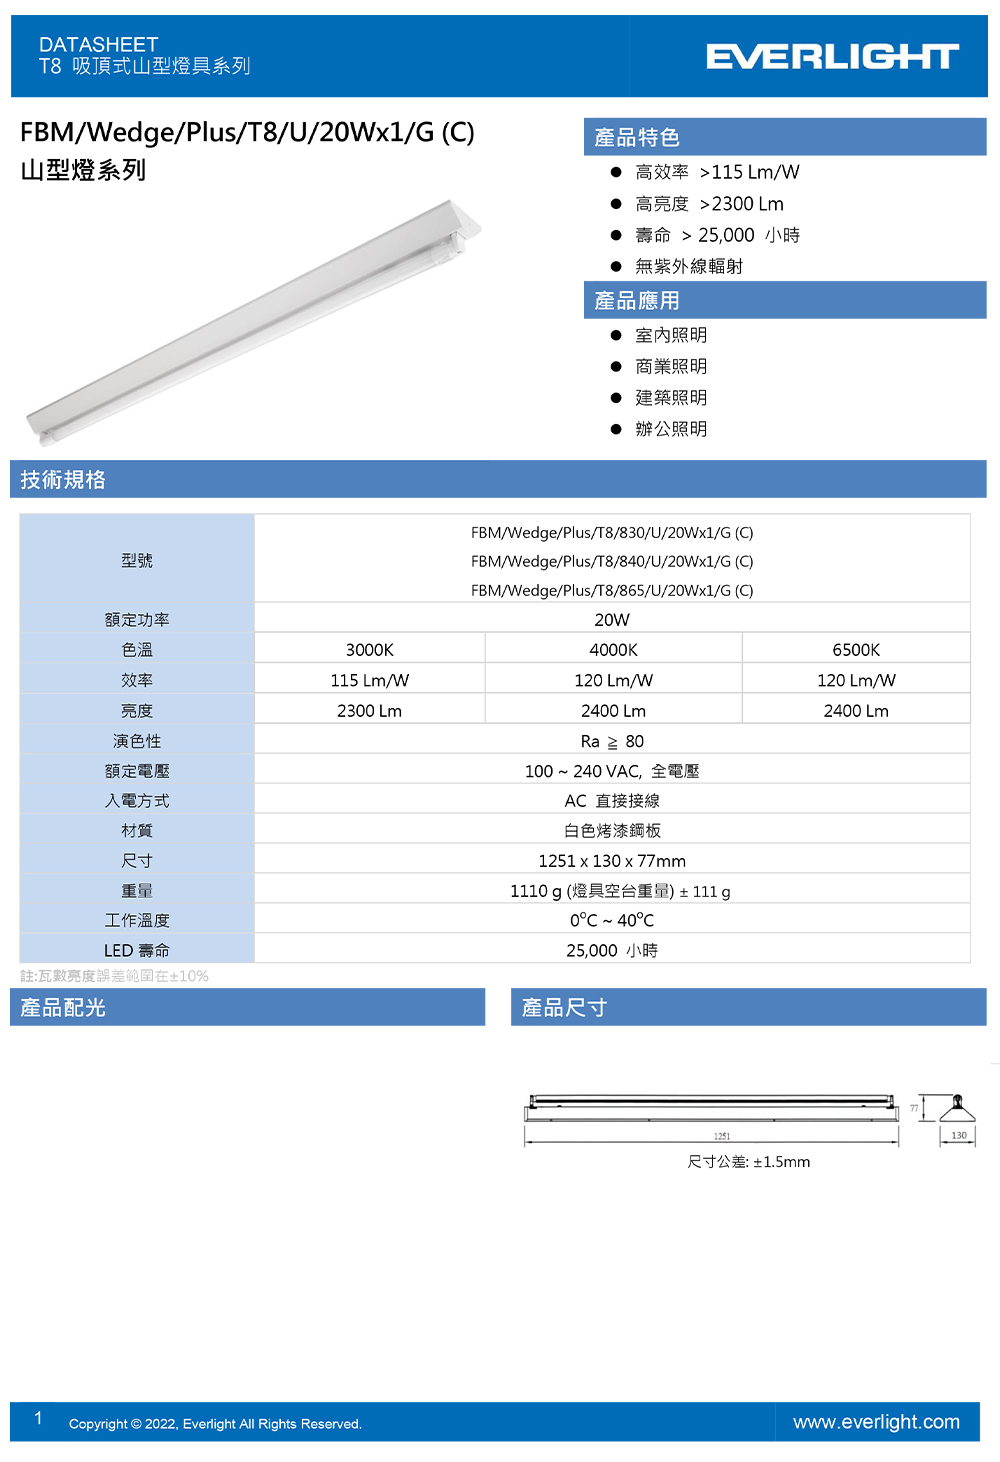 DATASHEET
T8 吸頂式山型燈具系列
EVERLIGHT
FBM/Wedge/Plus/T8/U/20Wx1/G (C)
山型燈系列
產品特色
● 高效率 >115 Lm/W
● 高亮度 >2300 Lm
● 壽命 > 25,000 小時
● 無紫外線輻射
產品應用
● 室內照明
● 商業照明
● 建築照明
● 辦公照明
技術規格
型號
FBM/Wedge/Plus/T8/830/U/20Wx1/G (C)
FBM/Wedge/Plus/T8/840/U/20Wx1/G (C)
FBM/Wedge/Plus/T8/865/U/20Wx1/G (C)
額定功率 20W
色溫 3000K 4000K 6500K
效率 115 Lm/W 120 Lm/W 120 Lm/W
亮度 2300 Lm 2400 Lm 2400 Lm
演色性 Ra ≧ 80
額定電壓 100 ~ 240 VAC, 全電壓
入電方式 AC 直接接線
材質 白色烤漆鋼板
尺寸 1251 x 130 x 77mm
重量 1110 g (燈具空台重量) ± 111 g
工作溫度 0°C ~ 40°C
LED 壽命 25,000 小時
註:瓦數亮度誤差範圍在±10%
產品配光
產品尺寸
77
1251
130
尺寸公差: ±1.5mm
1 Copyright © 2022, Everlight All Rights Reserved.
www.everlight.com